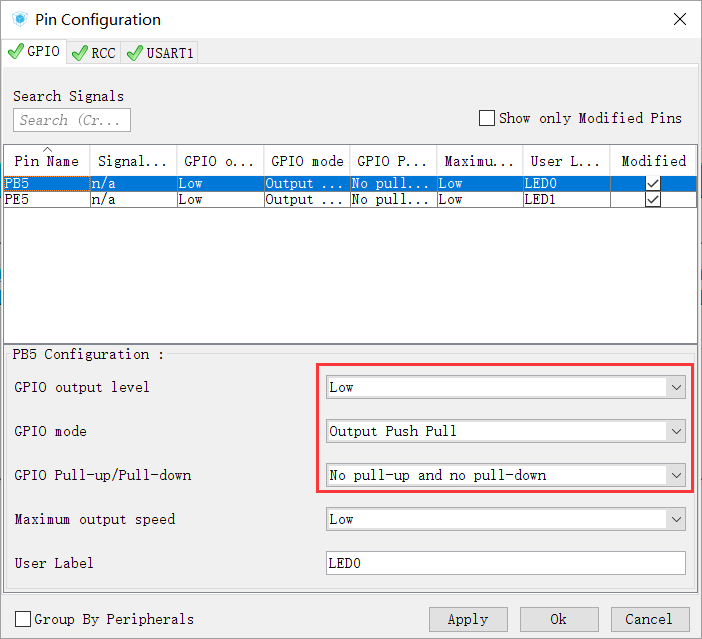 Pin Configuration
GPIO RCC USART1
Search Signals
Search (Cr...
Show only Modified Pins
Pin Name Signal... GPIO o... GPIO mode GPIO P... Maximu... User L... Modified
PB5 n/a Low Output ... No pull... Low LED0
PE5 n/a Low Output ... No pull... Low LED1
PB5 Configuration :
GPIO output level Low
GPIO mode Output Push Pull
GPIO Pull-up/Pull-down No pull-up and no pull-down
Maximum output speed Low
User Label LED0
Group By Peripherals Apply Ok Cancel